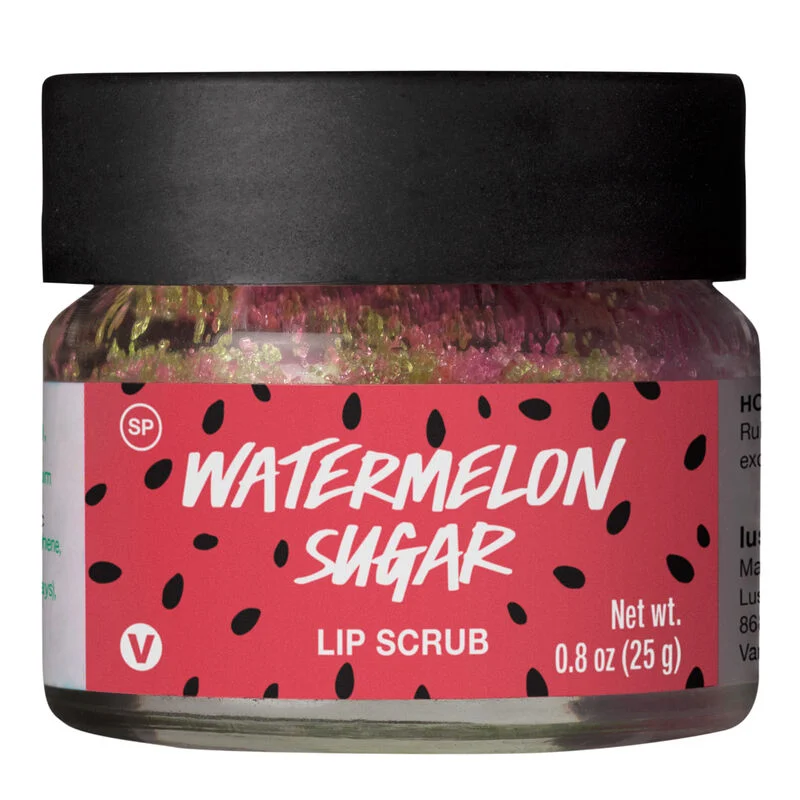 SP
WATERMELON
SUGAR
LIP SCRUB
V
Net wt.
0.8 oz (25 g)